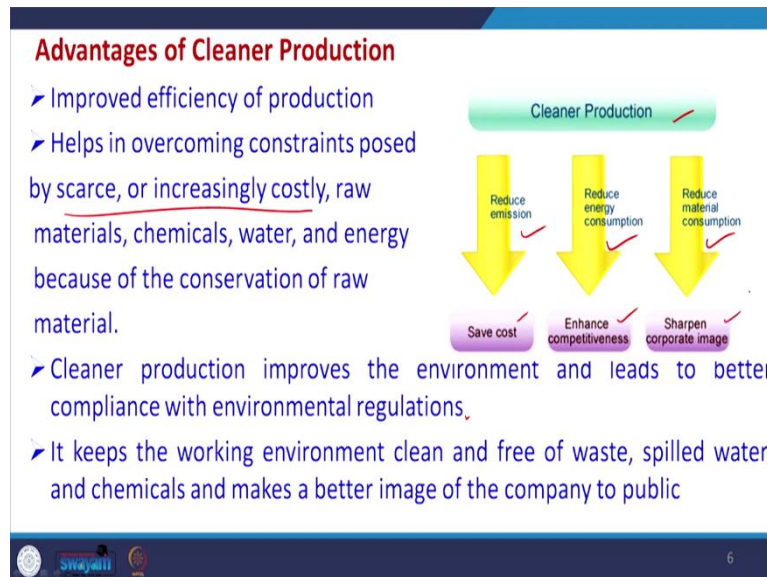 Advantages of Cleaner Production
Improved efficiency of production
Helps in overcoming constraints posed
by scarce, or increasingly costly, raw
materials, chemicals, water, and energy
because of the conservation of raw
material.
Cleaner Production
Reduce
emission
Reduce
energy
consumption
Reduce
material
consumption
Save cost
Enhance
competitiveness
Sharpen
corporate image
Cleaner production improves the environment and leads to better
compliance with environmental regulations.
It keeps the working environment clean and free of waste, spilled water
and chemicals and makes a better image of the company to public
swayam
6